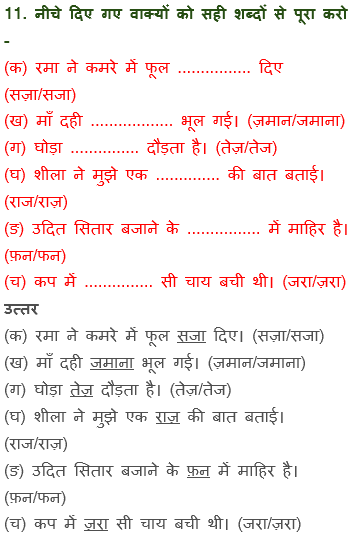 11. नीचे दिए गए वाक्यों को सही शब्दों से पूरा करो
-
(क) रमा ने कमरे में फूल ................ दिए
(सज़ा/सजा)
(ख) माँ दही .................. भूल गई। (ज़माना/जमाना)
(ग) घोड़ा ............... दौड़ता है। (तेज़/तेज)
(घ) शीला ने मुझे एक .............. की बात बताई।
(राज/राज़)
(ङ) उदित सितार बजाने के ................ में माहिर है।
(फ़न/फन)
(च) कप में ............... सी चाय बची थी। (जरा/ज़रा)
उत्तर
(क) रमा ने कमरे में फूल सजा दिए। (सज़ा/सजा)
(ख) माँ दही जमाना भूल गई। (ज़माना/जमाना)
(ग) घोड़ा तेज़ दौड़ता है। (तेज़/तेज)
(घ) शीला ने मुझे एक राज़ की बात बताई।
(राज/राज़)
(ङ) उदित सितार बजाने के फ़न में माहिर है।
(फ़न/फन)
(च) कप में ज़रा सी चाय बची थी। (जरा/ज़रा)